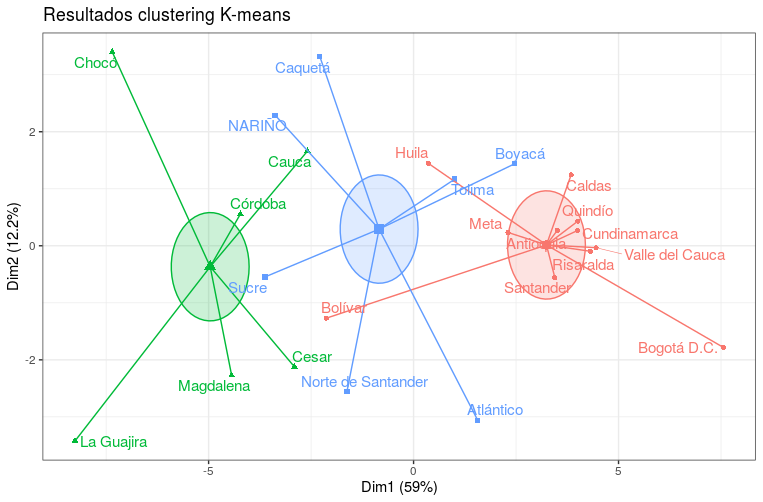 Resultados clustering K-means
Chocó
Caquetá
NARIÑO
Cauca
Huila
Boyacá
Tolima
Caldas
Córdoba
Quindío
Meta
Cundinamarca
Antioquia
Valle del Cauca
Risaralda
Sucre
Santander
Bolívar
Bogotá D.C.
Cesar
Norte de Santander
Magdalena
Atlántico
La Guajira
2
0
-2
-5
0
5
Dim1 (59%)
Dim2 (12.2%)